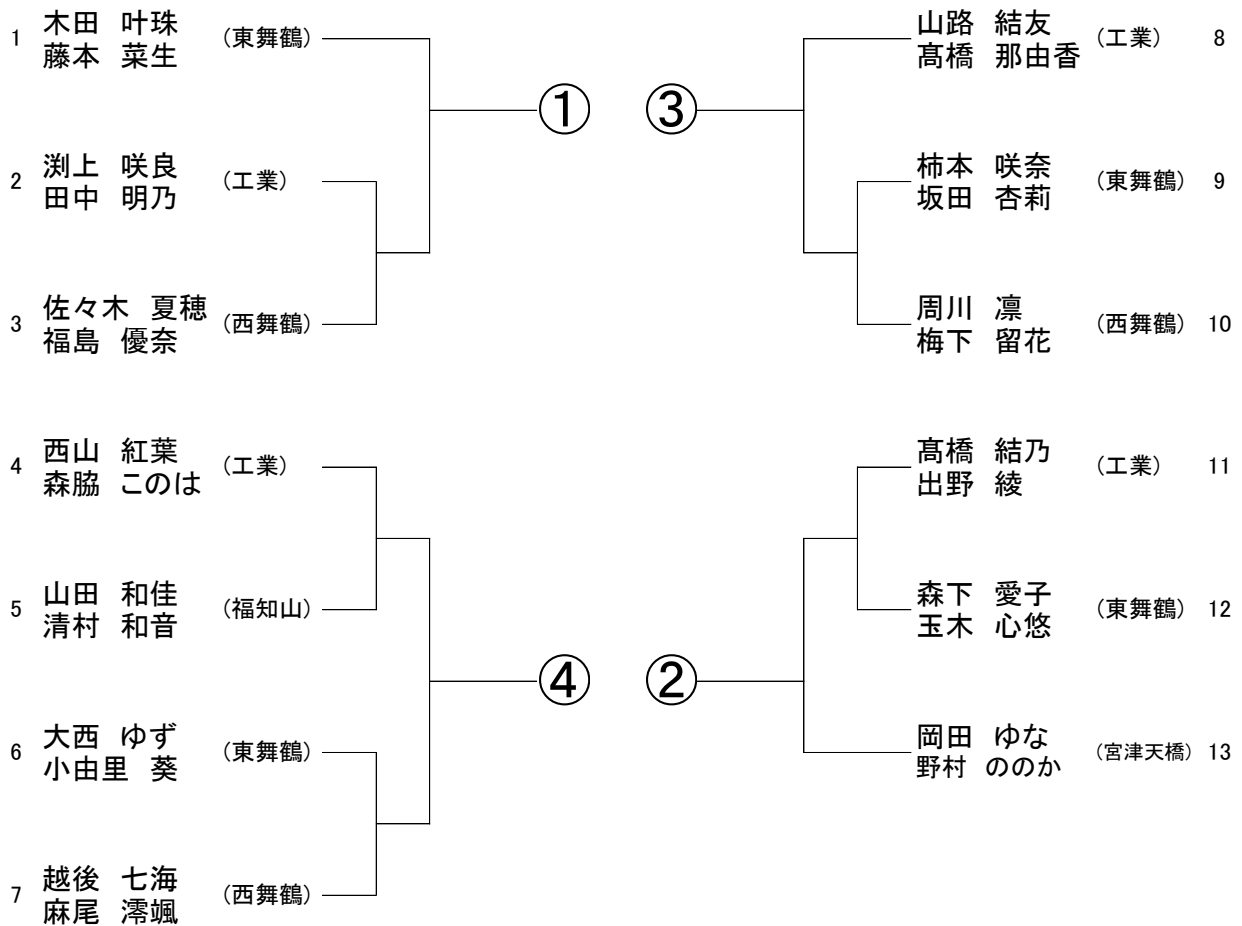 1 木田 叶珠 (東舞鶴)
藤本 菜生
①
2 渕上 咲良 (工業)
田中 明乃
3 佐々木 夏穂 (西舞鶴)
福島 優奈
4 西山 紅葉 (工業)
森脇 このは
5 山田 和佳 (福知山)
清村 和音
④
6 大西 ゆず (東舞鶴)
小由里 葵
7 越後 七海 (西舞鶴)
麻尾 澪颯
山路 結友 (工業) 8
髙橋 那由香
③
柿本 咲奈 (東舞鶴) 9
坂田 杏莉
周川 凛 (西舞鶴) 10
梅下 留花
髙橋 結乃 (工業) 11
出野 綾
森下 愛子 (東舞鶴) 12
玉木 心悠
②
岡田 ゆな (宮津天橋) 13
野村 ののか